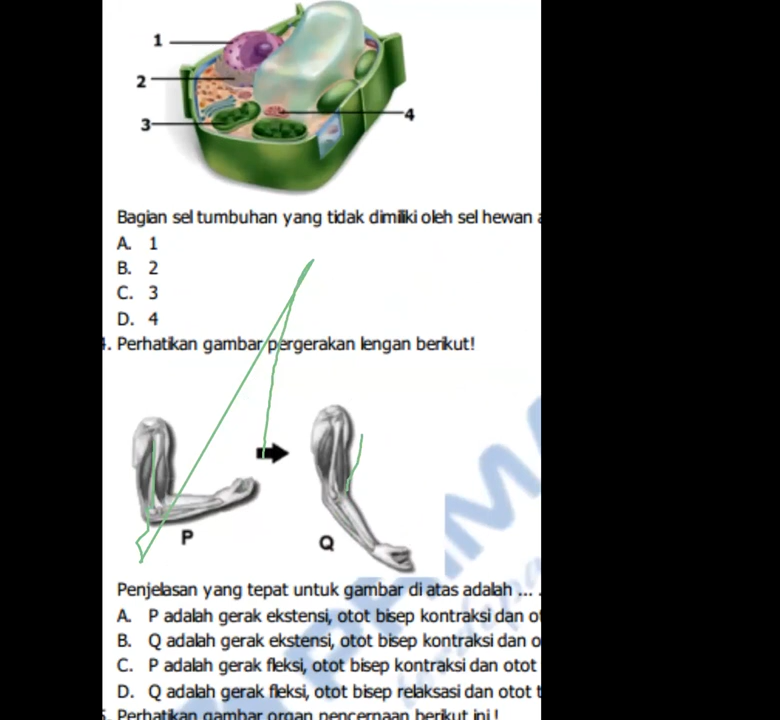 1
2
3
4
Bagian sel tumbuhan yang tidak dimiliki oleh sel hewan
A. 1
B. 2
C. 3
D. 4
. Perhatikan gambar pergerakan lengan berikut!
P
Q
Penjelasan yang tepat untuk gambar di atas adalah ... .
A. P adalah gerak ekstensi, otot bisep kontraksi dan
B. Q adalah gerak ekstensi, otot bisep kontraksi dan
C. P adalah gerak fleksi, otot bisep kontraksi dan otot
D. Q adalah gerak fleksi, otot bisep relaksasi dan otot
. Perhatikan gambar organ pencernaan berikut ini!